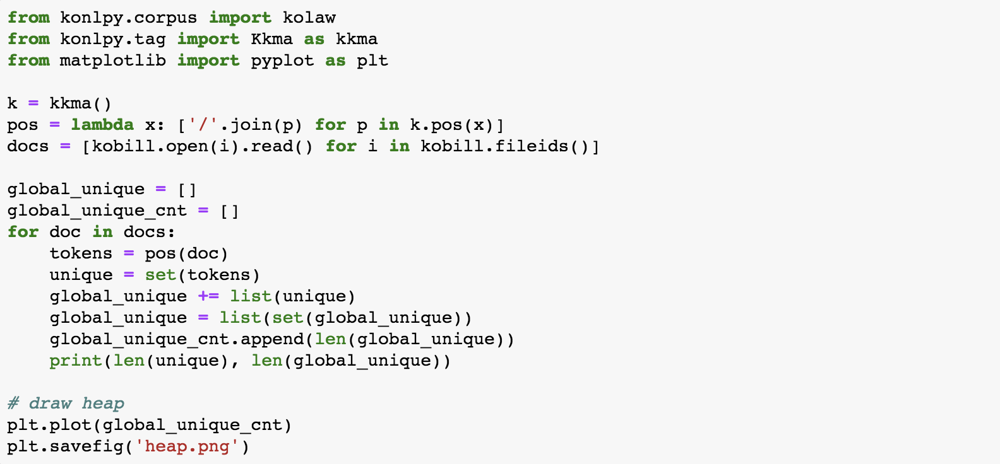 from konlpy.corpus import kolaw
from konlpy.tag import Kkma as kkma
from matplotlib import pyplot as plt

k = kkma()
pos = lambda x: ['/'.join(p) for p in k.pos(x)]
docs = [kobill.open(i).read() for i in kobill.fileids()]

global_unique = []
global_unique_cnt = []
for doc in docs:
    tokens = pos(doc)
    unique = set(tokens)
    global_unique += list(unique)
    global_unique = list(set(global_unique))
    global_unique_cnt.append(len(global_unique))
    print(len(unique), len(global_unique))

# draw heap
plt.plot(global_unique_cnt)
plt.savefig('heap.png')